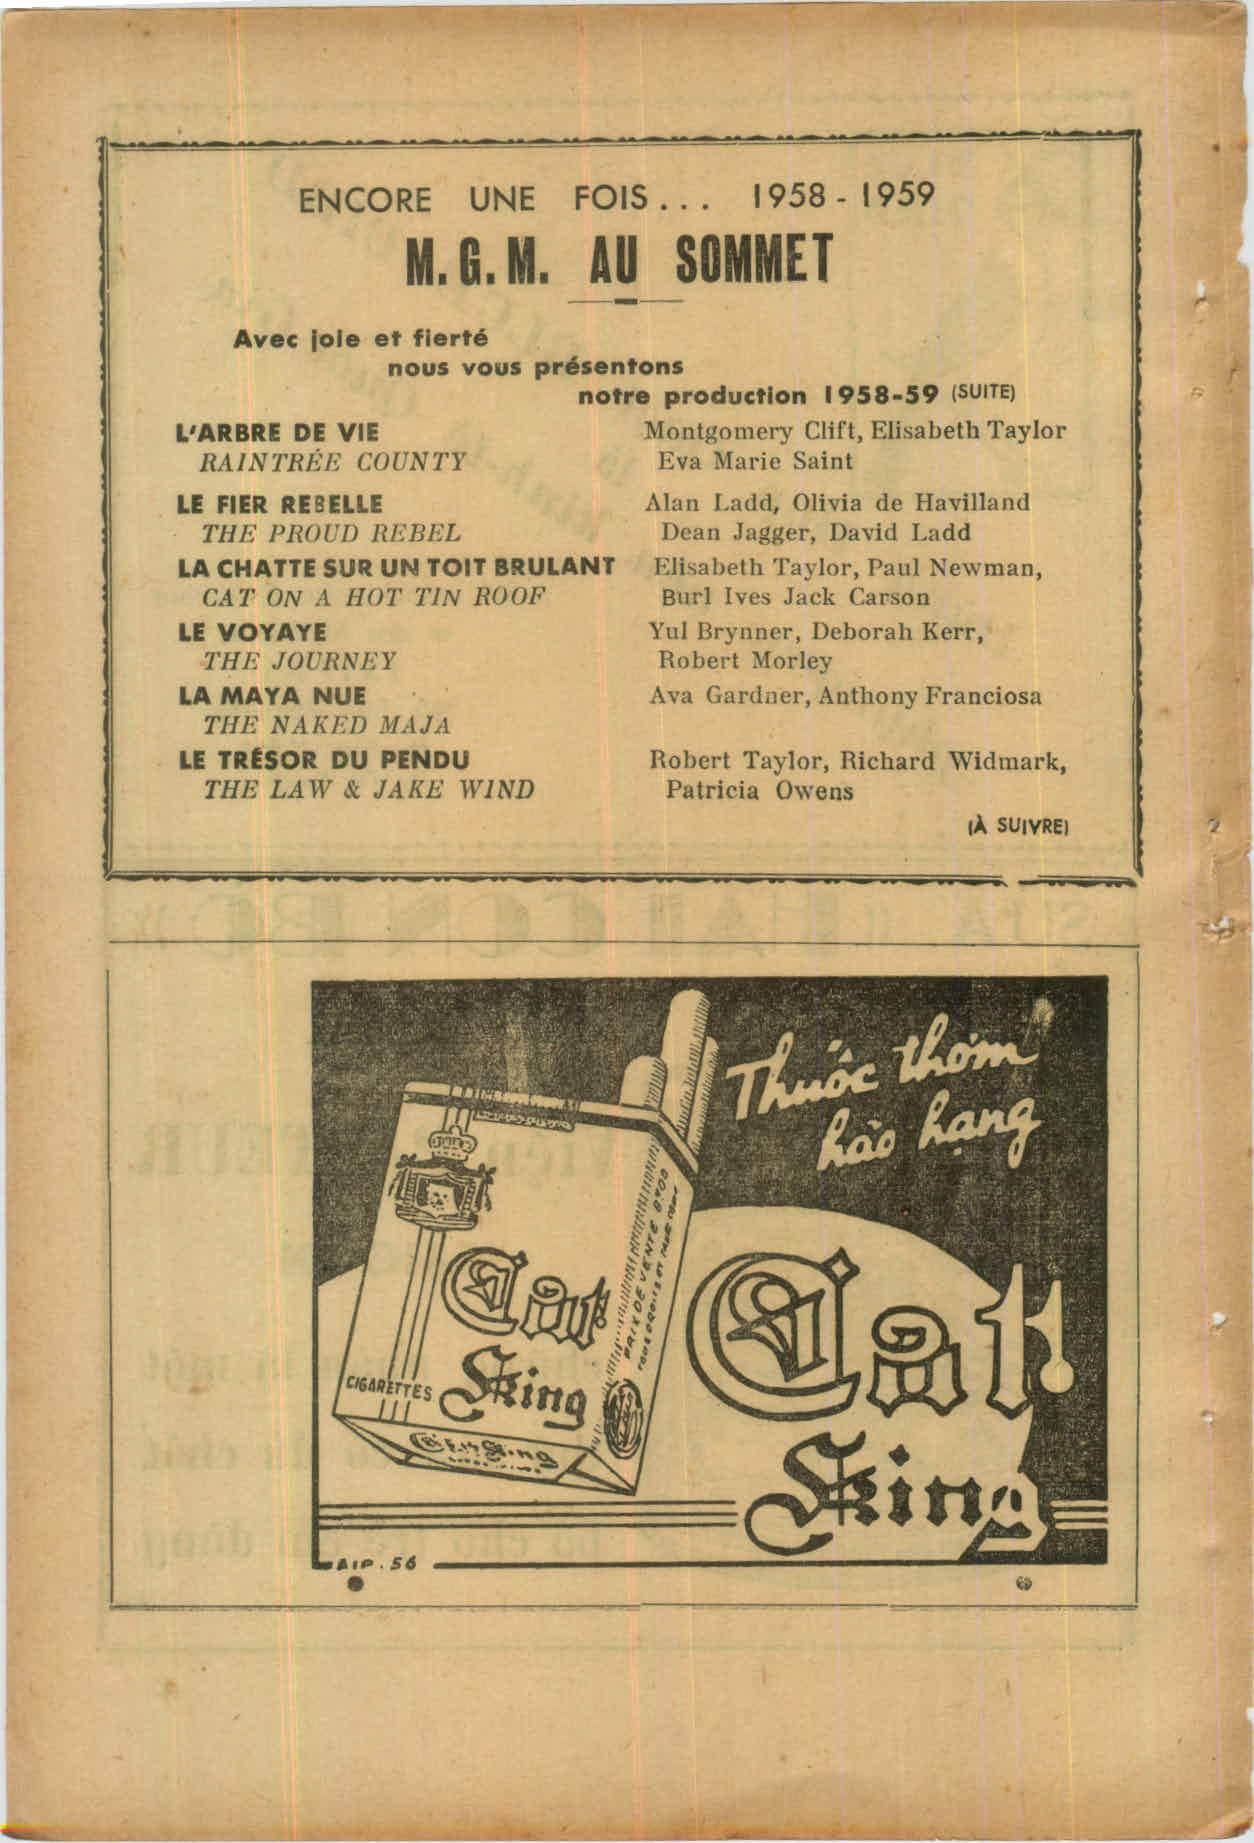 ENCORE UNE FOIS... 1958-1959
M.G.M. AU SOMMET
Avec joie et fierté
nous vous présentons
notre production 1958-59 (SUITE)
L'ARBRE DE VIE Montgomery Clift, Elisabeth Taylor
RAINTRÉE COUNTY Eva Marie Saint
LE FIER REBELLE Alan Ladd, Olivia de Havilland
THE PROUD REBEL Dean Jagger, David Ladd
LA CHATTE SUR UN TOIT BRULANT Elisabeth Taylor, Paul Newman,
CAT ON A HOT TIN ROOF Burl Ives Jack Carson
LE VOYAYE Yul Brynner, Deborah Kerr,
THE JOURNEY Robert Morley
LA MAYA NUE Ava Gardner, Anthony Franciosa
THE NAKED MAJA
LE TRÉSOR DU PENDU Robert Taylor, Richard Widmark,
THE LAW & JAKE WIND Patricia Owens
(À SUIVRE)
Thuốc thơm
hảo hạng
Cat
King
CIGARETTES
PRIX DE VENTE
Cat
King
AIP. 56